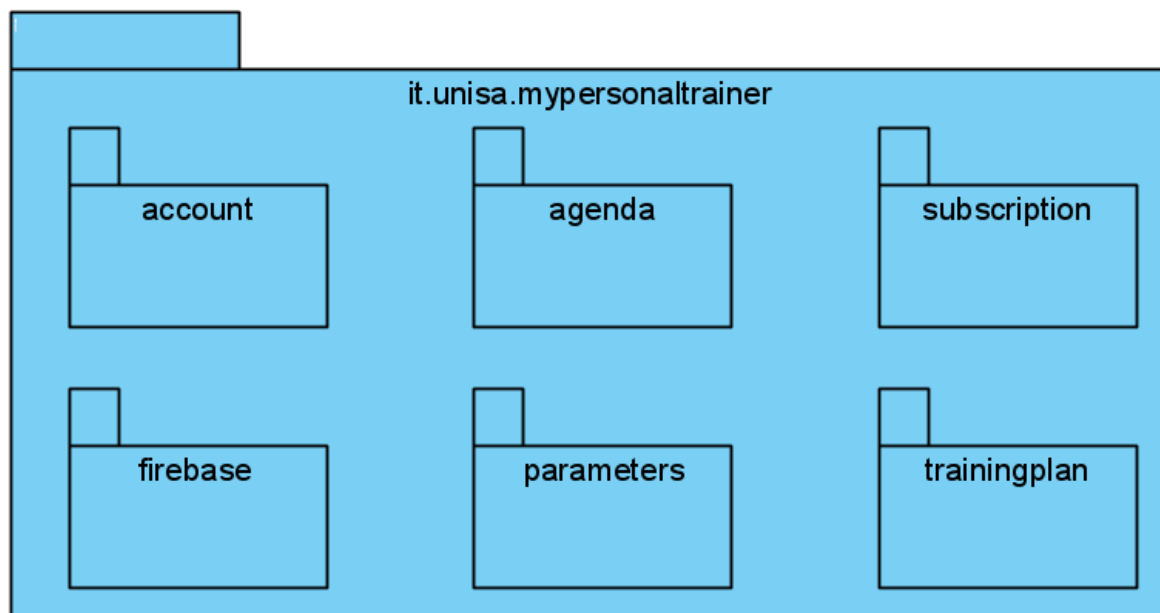 it.unisa.mypersonaltrainer
account
agenda
subscription
firebase
parameters
trainingplan